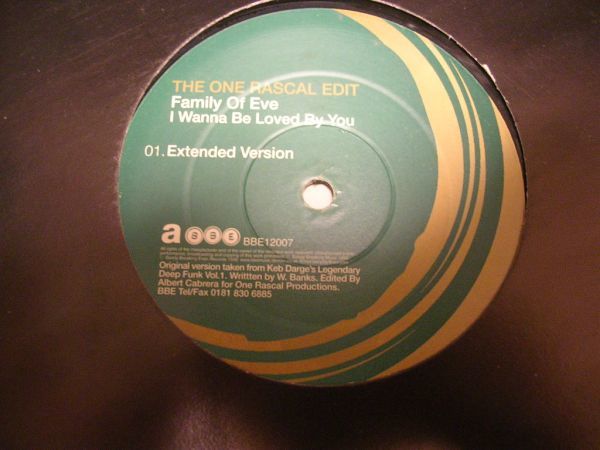 THE ONE RASCAL EDIT
Family Of Eve
I Wanna Be Loved By You
01. Extended Version
a BBE BBE12007
Original version taken from Keb Darge's Legendary
Deep Funk Vol.1. Writtten by W. Banks. Edited By
Albert Cabrera for One Rascal Productions.
BBE Tel/Fax 0181 830 6885